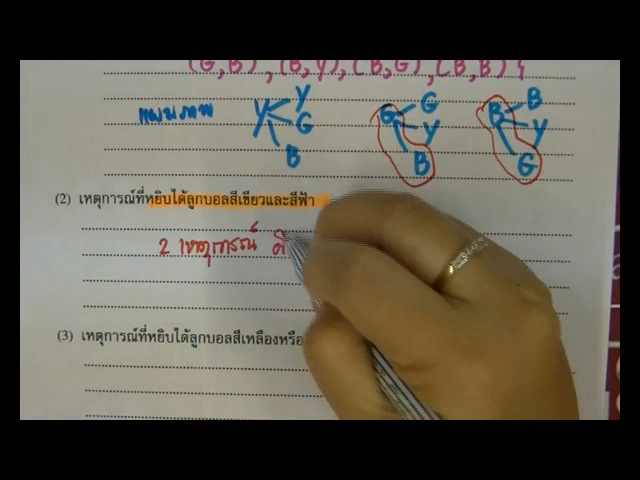 (G, B), (B, Y), (B, G), (B, B) }
แผนภาพ Y Y G B G G Y B B B Y G
(2) เหตุการณ์ที่หยิบได้ลูกบอลสีเขียวและสีฟ้า
2 เหตุการณ์ คื
(3) เหตุการณ์ที่หยิบได้ลูกบอลสีเหลืองหรือ